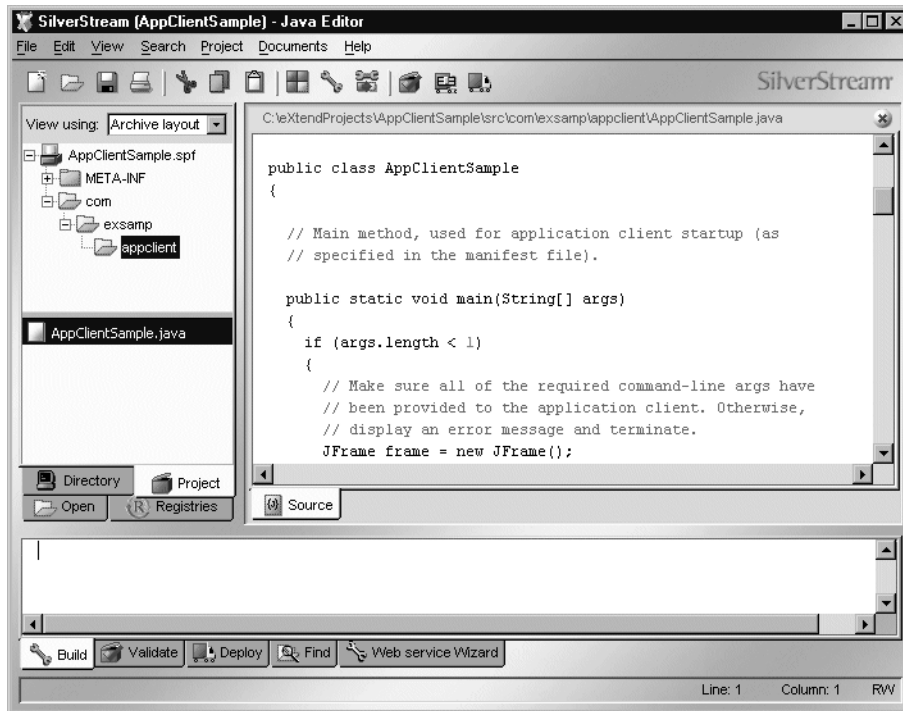 SilverStream (AppClientSample) - Java Editor
File Edit View Search Project Documents Help
SilverStream
View using: Archive layout
C:\eXtendProjects\AppClientSample\src\com\exsamp\appclient\AppClientSample.java
AppClientSample.spf
META-INF
com
exsamp
appclient
AppClientSample.java
public class AppClientSample
{
// Main method, used for application client startup (as
// specified in the manifest file).
public static void main(String[] args)
{
if (args.length < 1)
{
// Make sure all of the required command-line args have
// been provided to the application client. Otherwise,
// display an error message and terminate.
JFrame frame = new JFrame();
Directory Project
Open Registries
Source
Build Validate Deploy Find Web service Wizard
Line: 1 Column: 1 RW